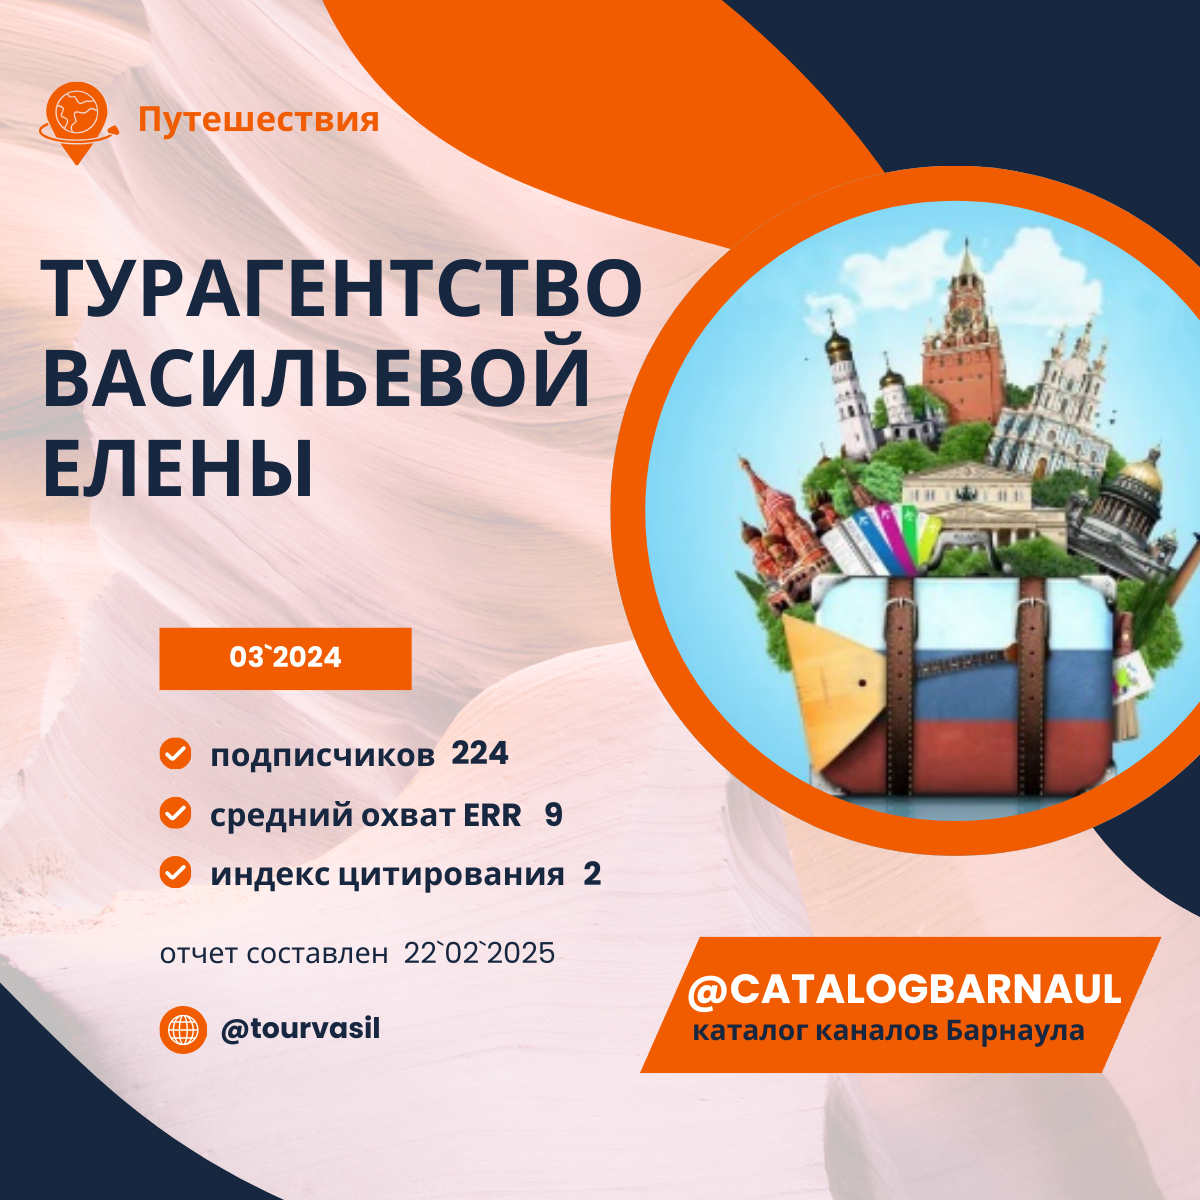 Путешествия
ТУРАГЕНТСТВО
ВАСИЛЬЕВОЙ
ЕЛЕНЫ
03`2024
подписчиков 224
средний охват ERR 9
индекс цитирования 2
отчет составлен 22`02`2025
@tourvasil
@CATALOGBARNAUL
каталог каналов Барнаула